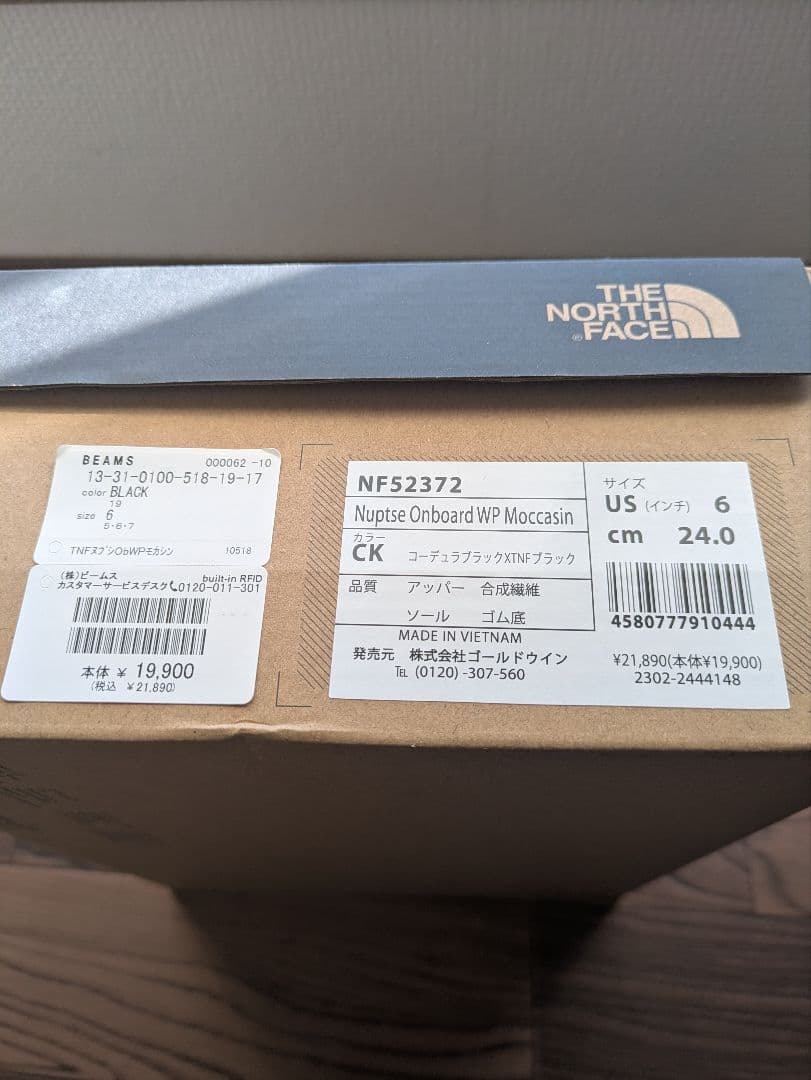 THE
NORTH
FACE
®
BEAMS 000062 -10
13-31-0100-518-19-17
color BLACK
19
size 6
5・6・7
TNFヌプシObWPモカシン 10518
(株)ビームス built-in RFID
カスタマーサービスデスク 0120-011-301
本体 ¥ 19,900
(税込 ¥21,890)
NF52372
Nuptse Onboard WP Moccasin
カラー
CK コーデュラブラックXTNFブラック
品質 アッパー 合成繊維
ソール ゴム底
MADE IN VIETNAM
発売元 株式会社ゴールドウイン
TEL (0120) -307-560
サイズ
US (インチ) 6
cm 24.0
4580777910444
¥21,890(本体¥19,900)
2302-2444148